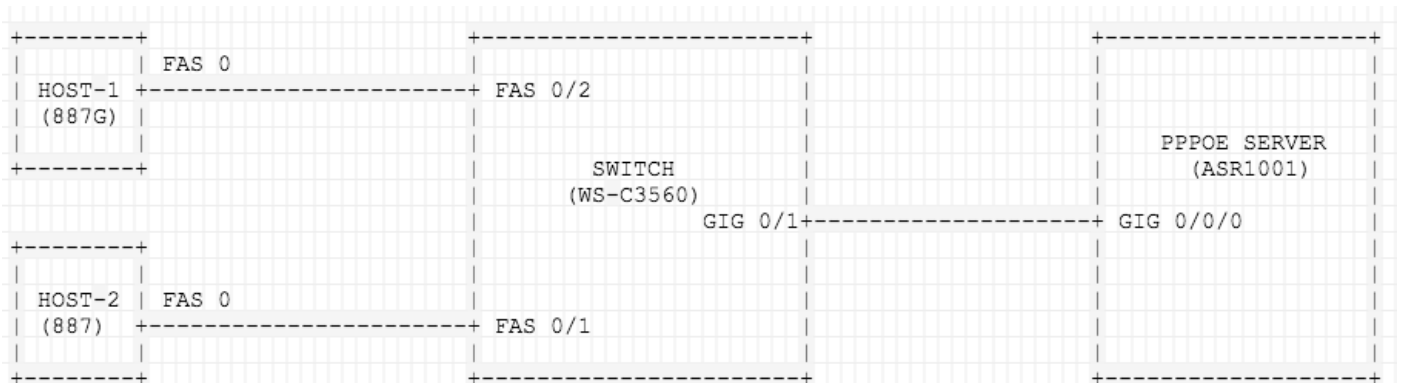 FAS 0
HOST-1
FAS 0/2
(887G)
PPPOE SERVER
SWITCH
(ASR1001)
(WS-C3560)
GIG 0/1
GIG 0/0/0
HOST-2
FAS 0
(887)
FAS 0/1